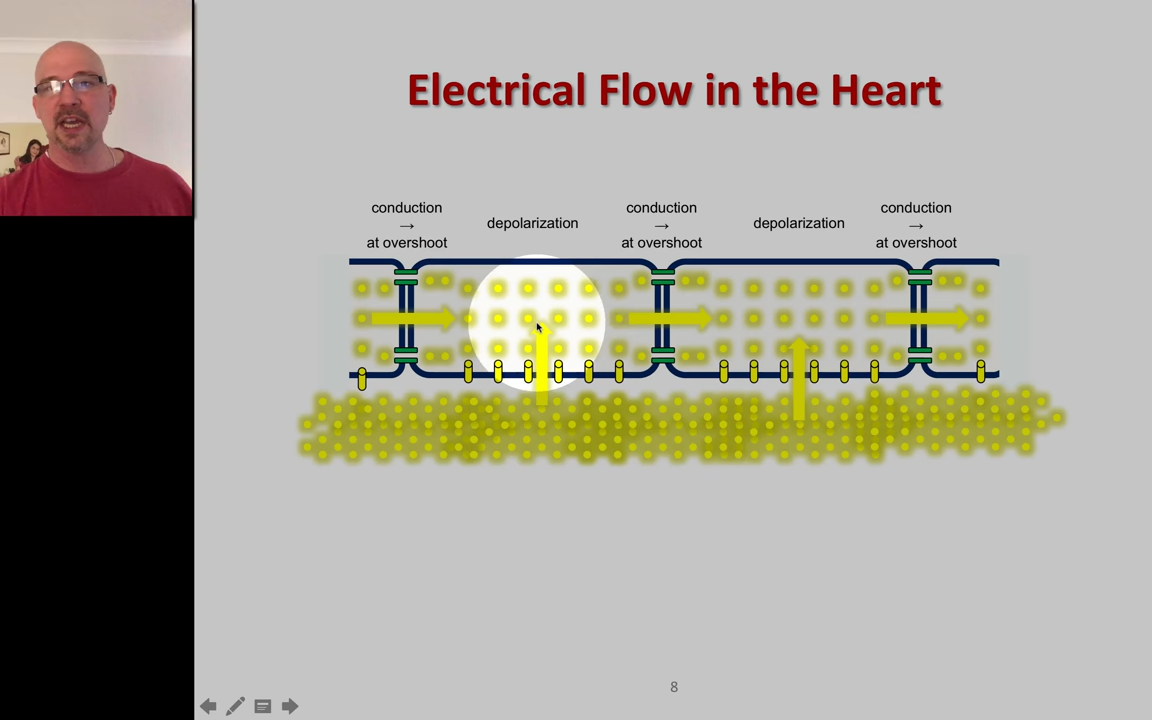 Electrical Flow in the Heart
conduction
→
at overshoot
depolarization
conduction
→
at overshoot
depolarization
conduction
→
at overshoot
8